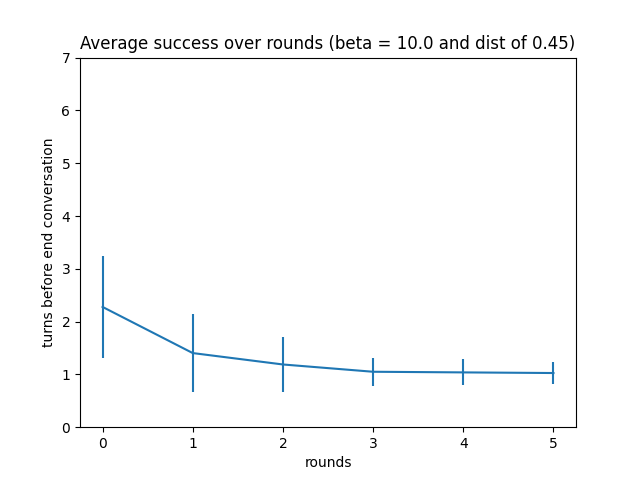 Average success over rounds (beta = 10.0 and dist of 0.45)
7
6
5
4
3
2
1
0
turns before end conversation
0 1 2 3 4 5
rounds